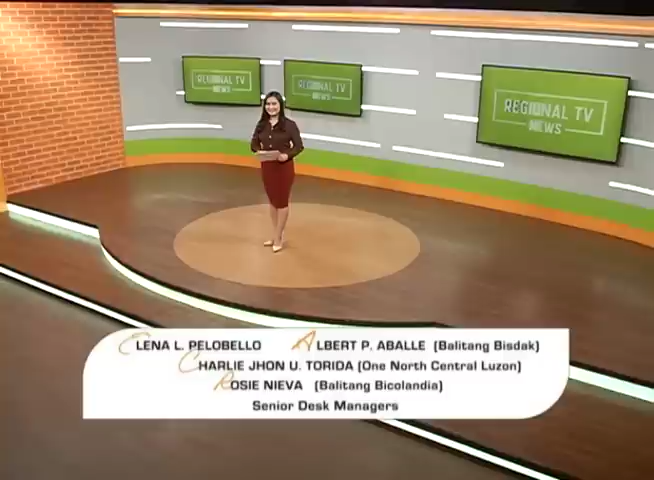 REGIONAL TV
NEWS
REGIONAL TV
NEWS
REGIONAL TV
NEWS
ELENA L. PELOBELLO ALBERT P. ABALLE (Balitang Bisdak)
CHARLIE JHON U. TORIDA (One North Central Luzon)
ROSIE NIEVA (Balitang Bicolandia)
Senior Desk Managers